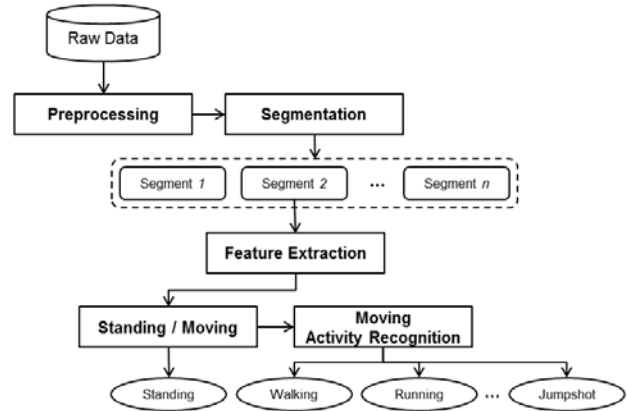 Raw Data
Preprocessing
Segmentation
Segment 1
Segment 2
...
Segment n
Feature Extraction
Standing / Moving
Moving
Activity Recognition
Standing
Walking
Running
...
Jumpshot